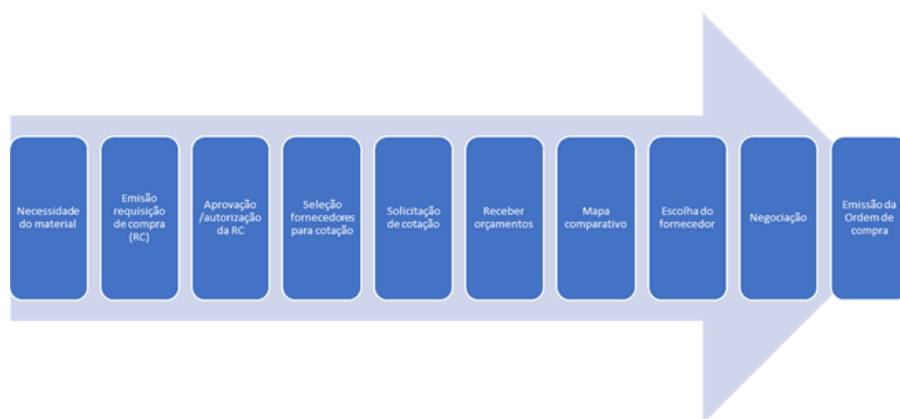 Necessidade
do material
Emisão
requisição
de compra
(RC)
Aprovação
/autorização
da RC
Seleção
fornecedores
para cotação
Solicitação
de cotação
Receber
orçamentos
Mapa
comparativo
Escolha do
fornecedor
Negociação
Emissão da
Ordem de
compra